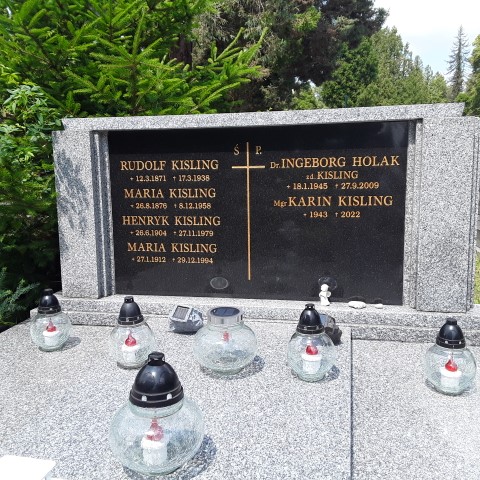 Ś P.
RUDOLF KISLING
* 12.3.1871 † 17.3.1938
MARIA KISLING
* 26.8.1876 † 8.12.1958
HENRYK KISLING
* 26.6.1904 † 27.11.1979
MARIA KISLING
* 27.1.1912 † 29.12.1994
Dr. INGEBORG HOLAK
zd. KISLING
* 18.1.1945 † 27.9.2009
Mgr KARIN KISLING
* 1943 † 2022